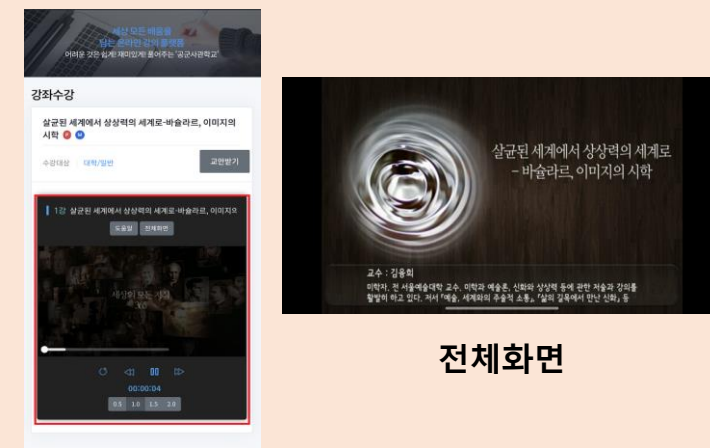 세상 모든 배움을
담는 온라인 강의 플랫폼
어려운 것은 쉽게! 재미있게! 풀어주는 '공군사관학교'
강좌수강
살균된 세계에서 상상력의 세계로-바슐라르, 이미지의
시학 P M
수강대상 대학/일반
교안받기
1강 살균된 세계에서 상상력의 세계로-바슐라르, 이미지의
도움말 전체화면
세상의 모든 지식
00:00:04
0.5 1.0 1.5 2.0
살균된 세계에서 상상력의 세계로
- 바슐라르, 이미지의 시학
교수 : 김융희
미학자. 전 서울예술대학 교수. 미학과 예술론, 신화와 상상력 등에 관한 저술과 강의를
활발히 하고 있다. 저서 『예술, 세계와의 주술적 소통』, 『삶의 길목에서 만난 신화』 등
전체화면